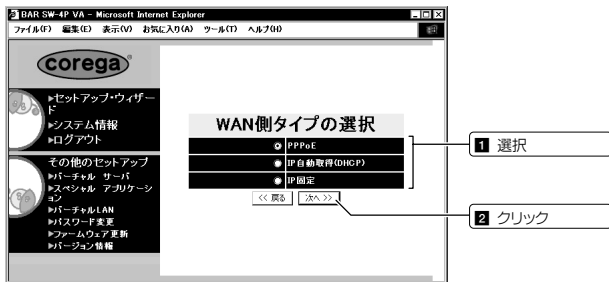 BAR SW-4P VA - Microsoft Internet Explorer
ファイル(F) 編集(E) 表示(V) お気に入り(A) ツール(T) ヘルプ(H)
corega
▶セットアップ・ウィザー
ド
▶システム情報
▶ログアウト
その他のセットアップ
▶バーチャル サーバ
▶スペシャル アプリケーシ
ョン
▶バーチャルLAN
▶パスワード変更
▶ファームウェア更新
▶バージョン情報
WAN側タイプの選択
PPPoE
IP自動取得(DHCP)
IP固定
<< 戻る 次へ >>
1 選択
2 クリック